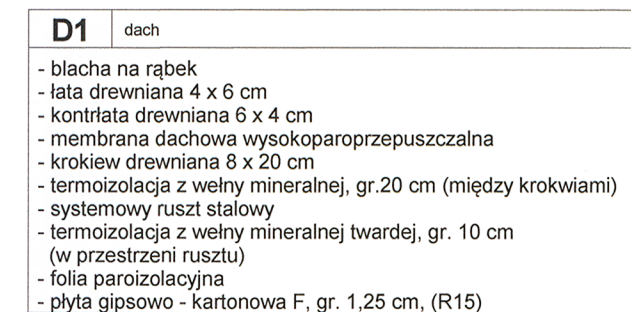 D1 dach
- blacha na rąbek
- łata drewniana 4 x 6 cm
- kontrłata drewniana 6 x 4 cm
- membrana dachowa wysokoparoprzepuszczalna
- krokiew drewniana 8 x 20 cm
- termoizolacja z wełny mineralnej, gr.20 cm (między krokwiami)
- systemowy ruszt stalowy
- termoizolacja z wełny mineralnej twardej, gr. 10 cm
(w przestrzeni rusztu)
- folia paroizolacyjna
- płyta gipsowo - kartonowa F, gr. 1,25 cm, (R15)